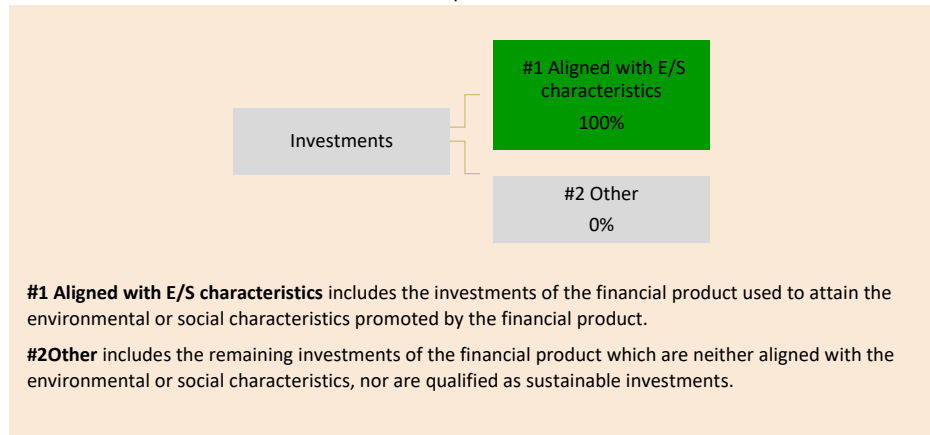 #1 Aligned with E/S
characteristics
100%
Investments
#2 Other
0%
#1 Aligned with E/S characteristics includes the investments of the financial product used to attain the
environmental or social characteristics promoted by the financial product.
#2Other includes the remaining investments of the financial product which are neither aligned with the
environmental or social characteristics, nor are qualified as sustainable investments.